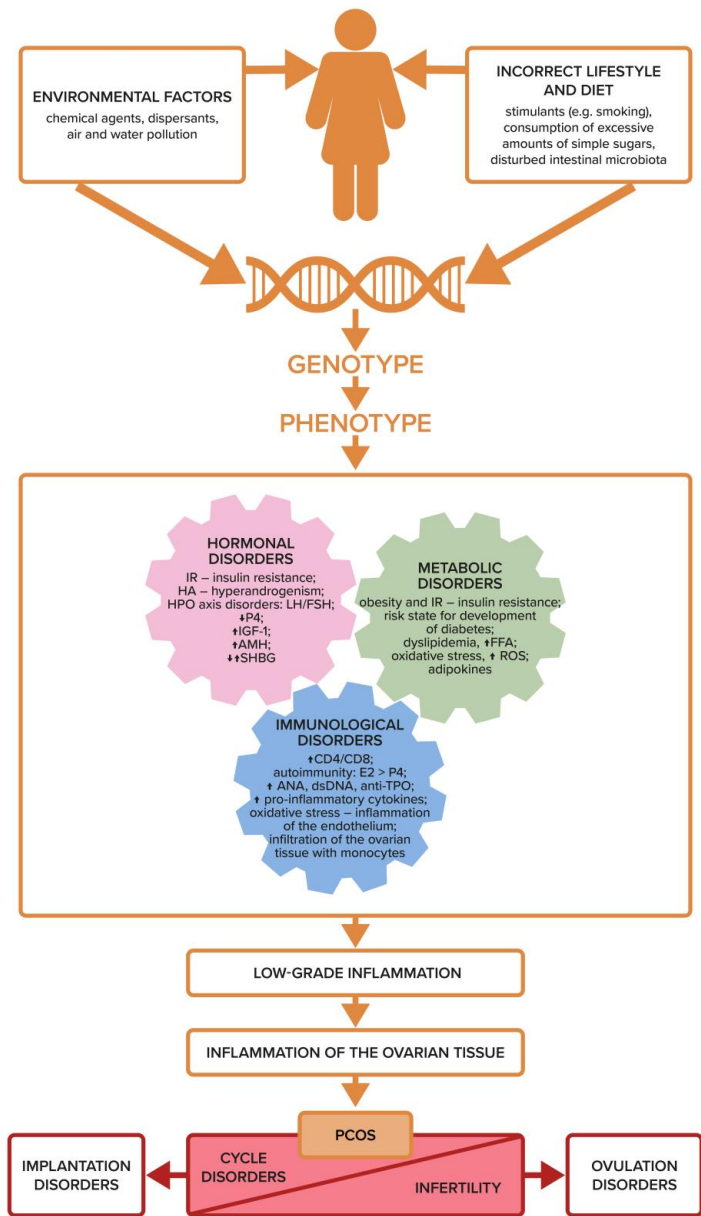 ENVIRONMENTAL FACTORS
chemical agents, dispersants,
air and water pollution
INCORRECT LIFESTYLE
AND DIET
stimulants (e.g. smoking),
consumption of excessive
amounts of simple sugars,
disturbed intestinal microbiota
GENOTYPE
PHENOTYPE
HORMONAL
DISORDERS
IR – insulin resistance;
HA – hyperandrogenism;
HPO axis disorders: LH/FSH;
↓P4;
↑IGF-1;
↑AMH;
↓↑SHBG
METABOLIC
DISORDERS
obesity and IR – insulin resistance;
risk state for development
of diabetes;
dyslipidemia, ↑FFA;
oxidative stress, ↑ ROS;
adipokines
IMMUNOLOGICAL
DISORDERS
↑CD4/CD8;
autoimmunity: E2 > P4;
↑ ANA, dsDNA, anti-TPO;
↑ pro-inflammatory cytokines;
oxidative stress – inflammation
of the endothelium;
infiltration of the ovarian
tissue with monocytes
LOW-GRADE INFLAMMATION
INFLAMMATION OF THE OVARIAN TISSUE
PCOS
IMPLANTATION
DISORDERS
CYCLE
DISORDERS
INFERTILITY
OVULATION
DISORDERS